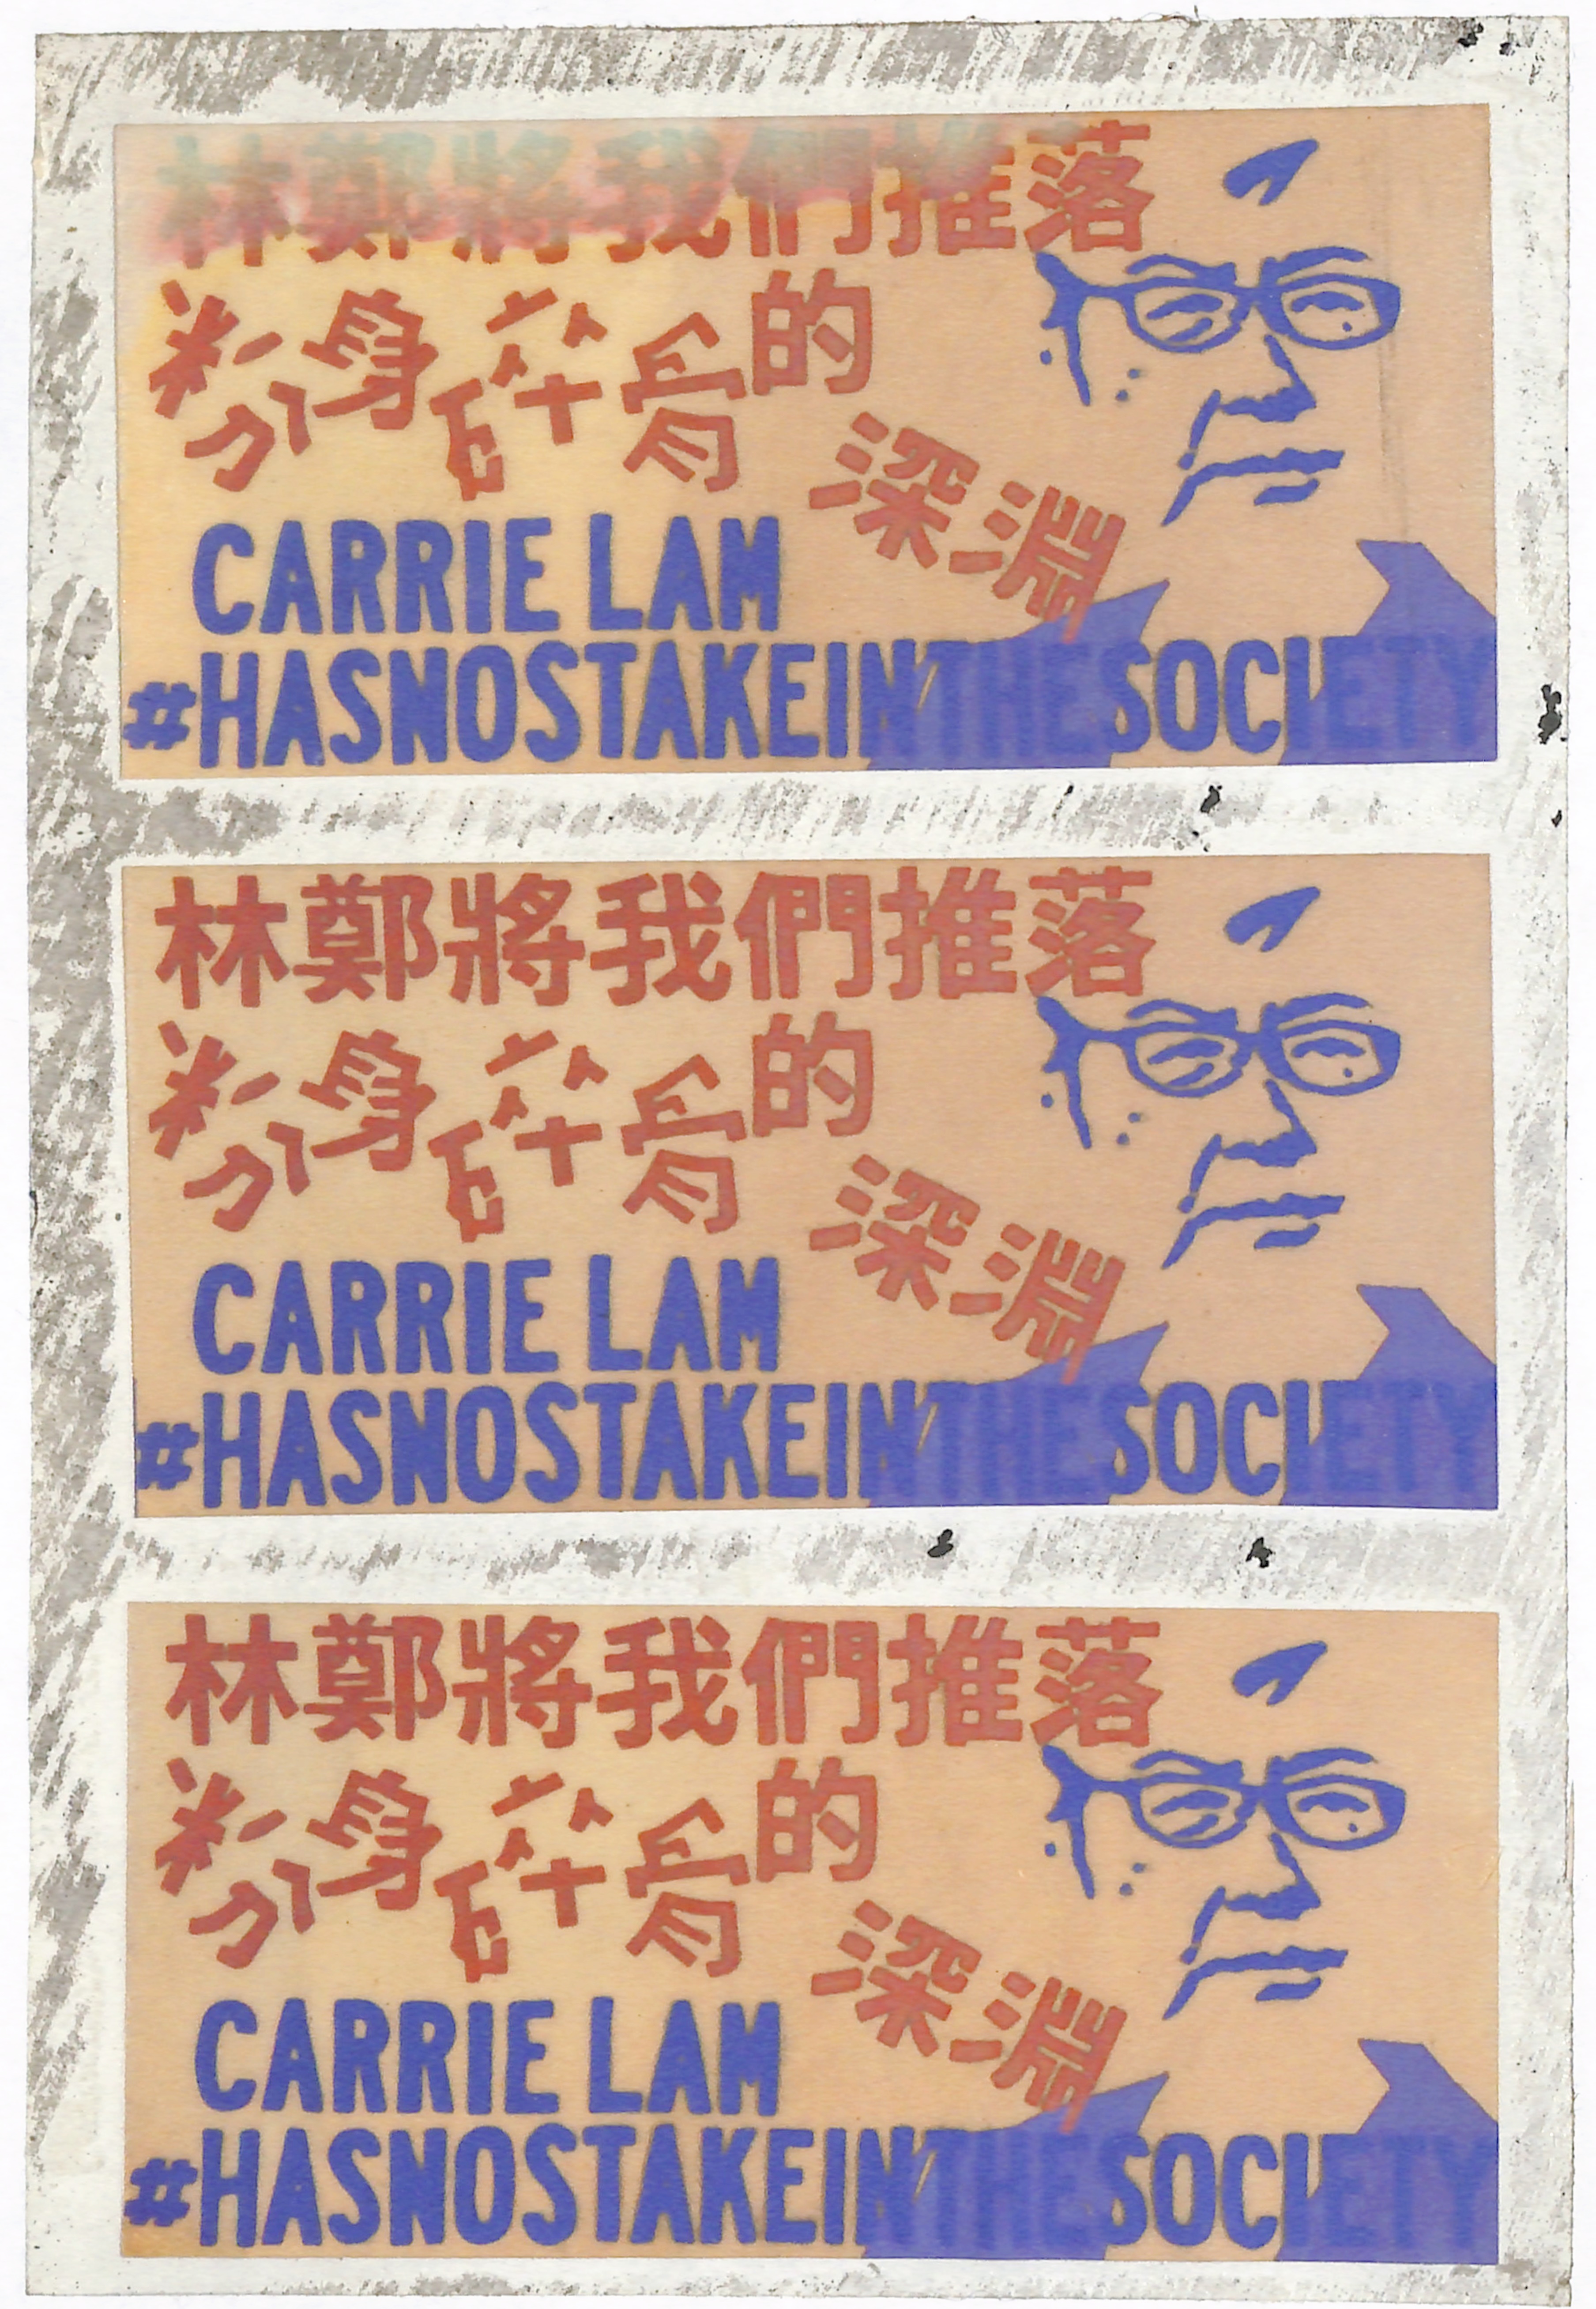 林鄭將我們推落
粉身碎骨的
深淵
CARRIE LAM
#HASNOSTAKEINTHESOCIETY
林鄭將我們推落
粉身碎骨的
深淵
CARRIE LAM
#HASNOSTAKEINTHESOCIETY
林鄭將我們推落
粉身碎骨的
深淵
CARRIE LAM
#HASNOSTAKEINTHESOCIETY